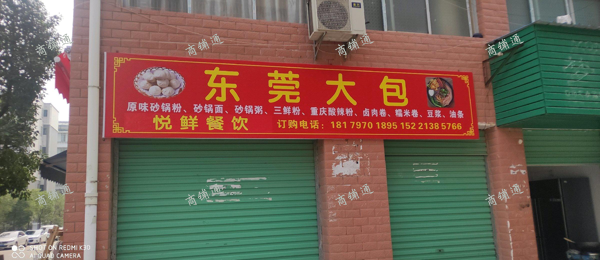 东莞大包
原味砂锅粉、砂锅面、砂锅粥、三鲜粉、重庆酸辣粉、卤肉卷、糯米卷、豆浆、油条
悦鲜餐饮 订购电话：181 7970 1895 152 2138 5766
商铺通
商铺通
商铺通
商铺通
商铺通
商铺通
SHOT ON REDMI K30
AI QUAD CAMERA